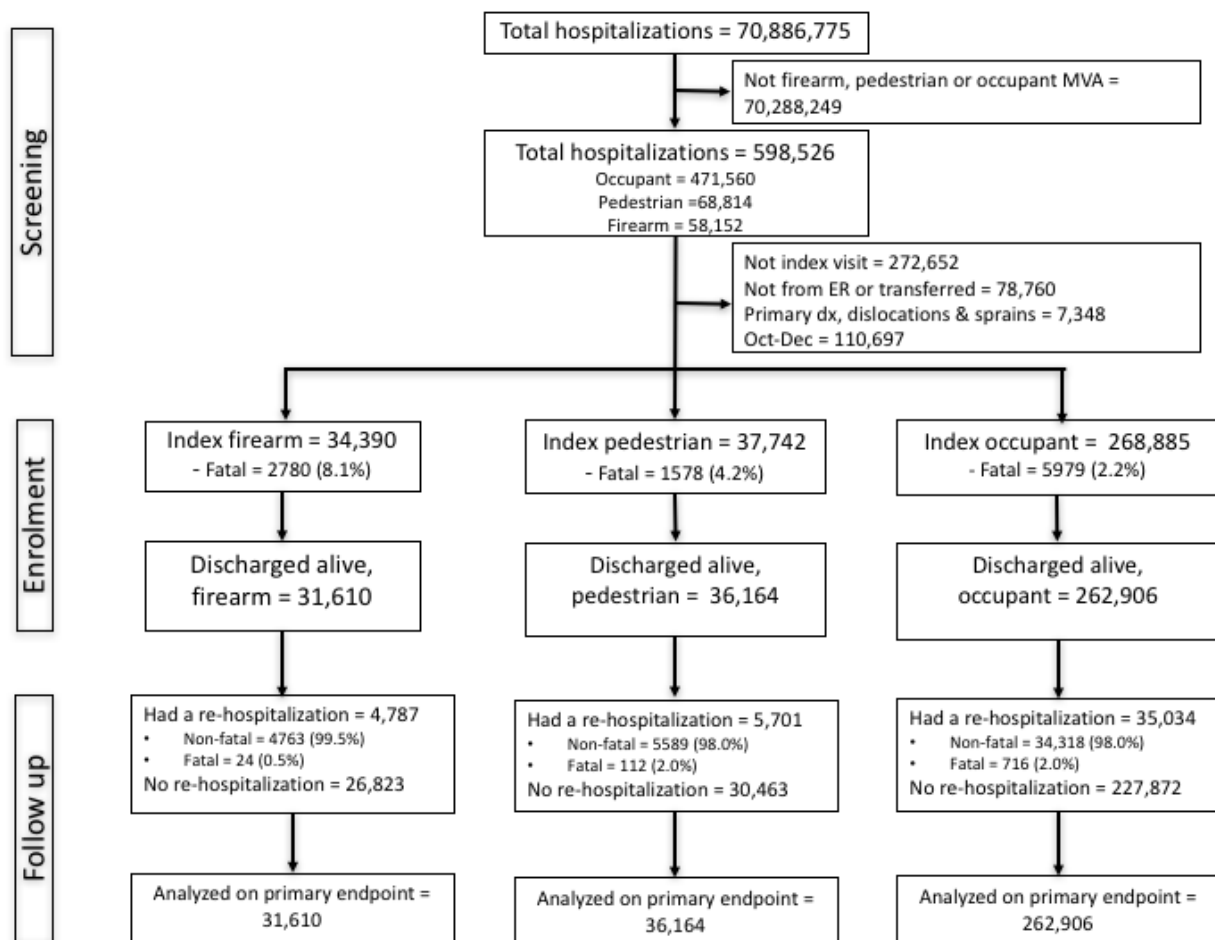 Screening
Total hospitalizations = 70,886,775
Not firearm, pedestrian or occupant MVA =
70,288,249
Total hospitalizations = 598,526
Occupant = 471,560
Pedestrian =68,814
Firearm = 58,152
Not index visit = 272,652
Not from ER or transferred = 78,760
Primary dx, dislocations & sprains = 7,348
Oct-Dec = 110,697
Enrolment
Index firearm = 34,390
- Fatal = 2780 (8.1%)
Index pedestrian = 37,742
- Fatal = 1578 (4.2%)
Index occupant = 268,885
- Fatal = 5979 (2.2%)
Discharged alive,
firearm = 31,610
Discharged alive,
pedestrian = 36,164
Discharged alive,
occupant = 262,906
Follow up
Had a re-hospitalization = 4,787
• Non-fatal = 4763 (99.5%)
• Fatal = 24 (0.5%)
No re-hospitalization = 26,823
Had a re-hospitalization = 5,701
• Non-fatal = 5589 (98.0%)
• Fatal = 112 (2.0%)
No re-hospitalization = 30,463
Had a re-hospitalization = 35,034
• Non-fatal = 34,318 (98.0%)
• Fatal = 716 (2.0%)
No re-hospitalization = 227,872
Analyzed on primary endpoint =
31,610
Analyzed on primary endpoint =
36,164
Analyzed on primary endpoint =
262,906